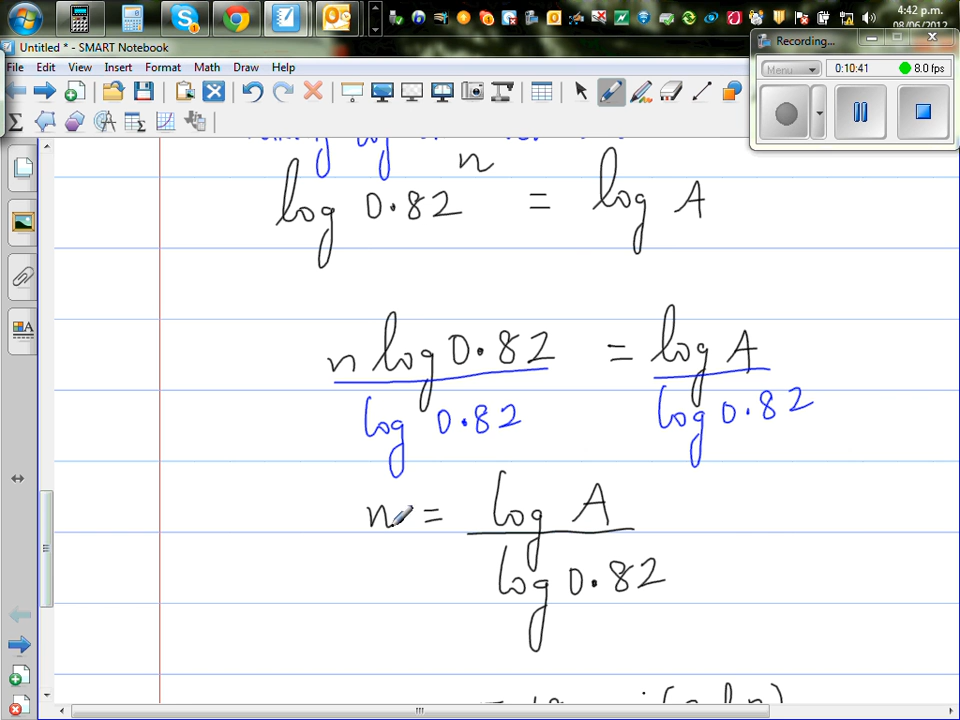 4:42 p.m.
08/06/2012
Untitled * - SMART Notebook
Recording...
File Edit View Insert Format Math Draw Help
Menu
0:10:41
8.0 fps
log 0.82^n = log A
n log 0.82 = log A
log 0.82 log 0.82
n = log A
log 0.82